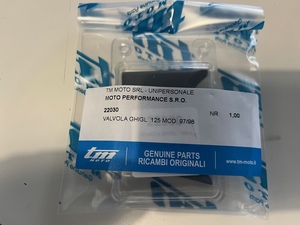 TM MOTO SRL - UNIPERSONALE
MOTO PERFORMANCE S.R.O.
22030
VALVOLA GHIGL. 125 MOD. 97/98 NR 1,00
tm
MOTO
GENUINE PARTS
RICAMBI ORIGINALI
www.tm-moto.it